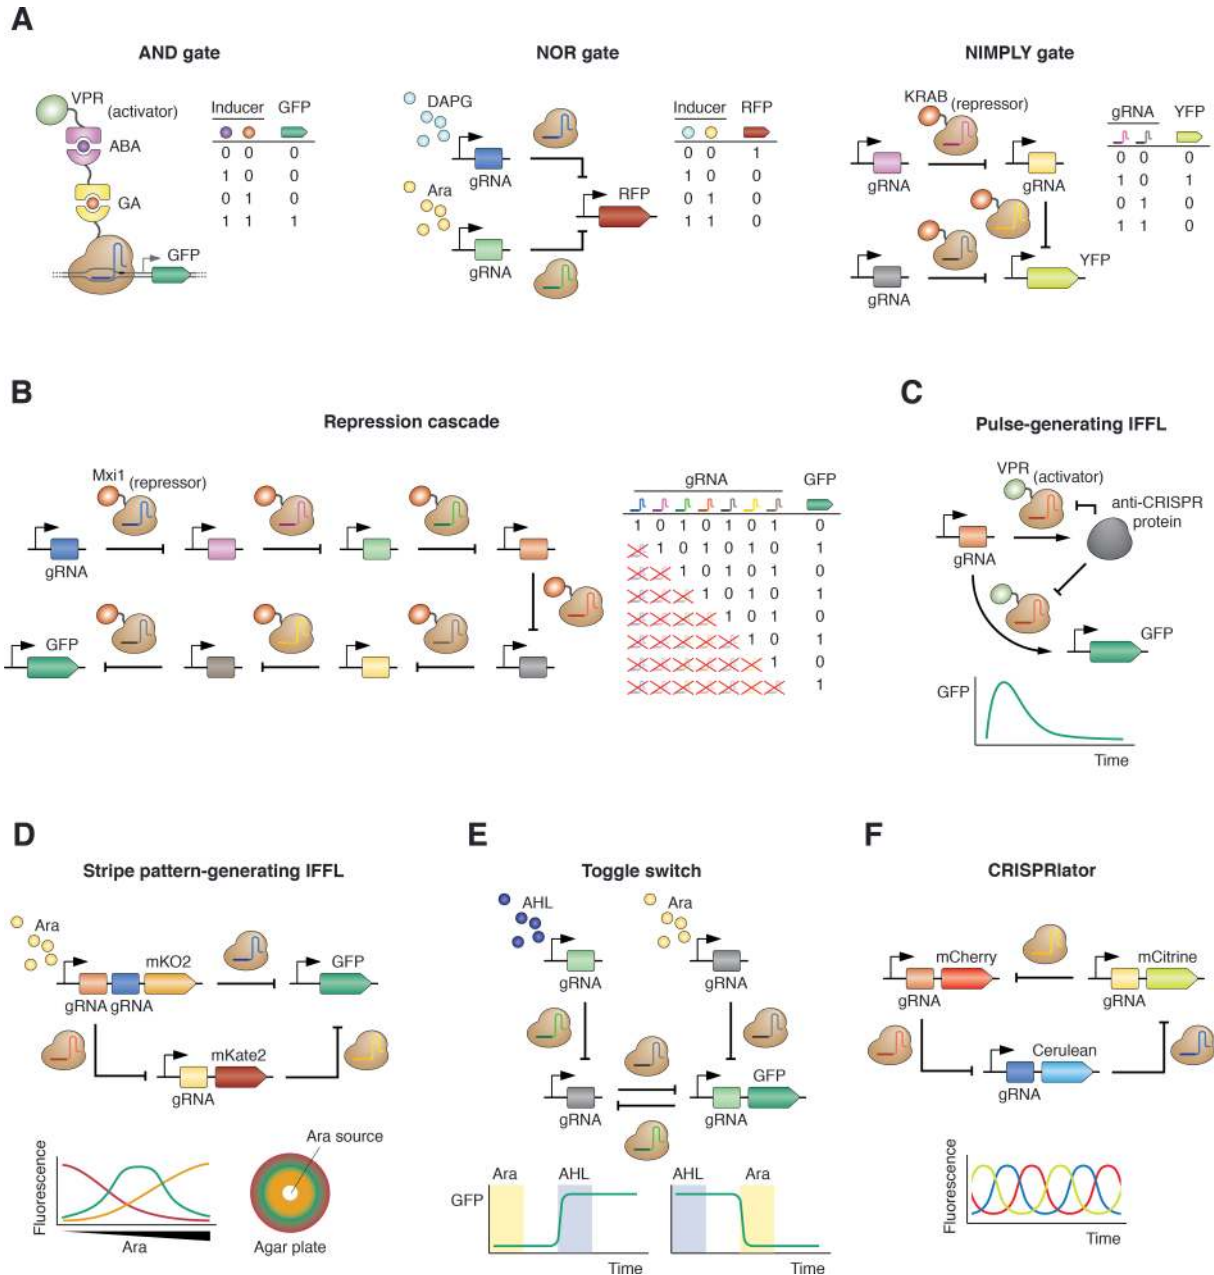 A
AND gate
VPR
(activator)
ABA
GA
GFP
Inducer GFP
0 0 0
1 0 0
0 1 0
1 1 1
NOR gate
DAPG
gRNA
Ara
gRNA
RFP
Inducer RFP
0 0 1
1 0 0
0 1 0
1 1 0
NIMPLY gate
KRAB
(repressor)
gRNA
gRNA
gRNA
YFP
gRNA YFP
0 0 0
1 0 1
0 1 0
1 1 0
B
Repression cascade
Mxi1
(repressor)
gRNA
GFP
gRNA GFP
1 0 1 0 1 0 1 0
1 0 1 0 1 0 1
1 0 1 0 1 0
1 0 1 0 1
1 0 1 0
1 0 1
1 0
1
C
Pulse-generating IFFL
VPR
(activator)
anti-CRISPR
protein
gRNA
GFP
GFP
Time
D
Stripe pattern-generating IFFL
Ara
mKO2
gRNA gRNA
GFP
mKate2
gRNA
Fluorescence
Ara
Ara source
Agar plate
E
Toggle switch
AHL
Ara
gRNA
gRNA
gRNA
GFP
gRNA
Ara AHL
GFP
Time
AHL Ara
Time
F
CRISPRlator
mCherry
gRNA
mCitrine
gRNA
Cerulean
gRNA
Fluorescence
Time